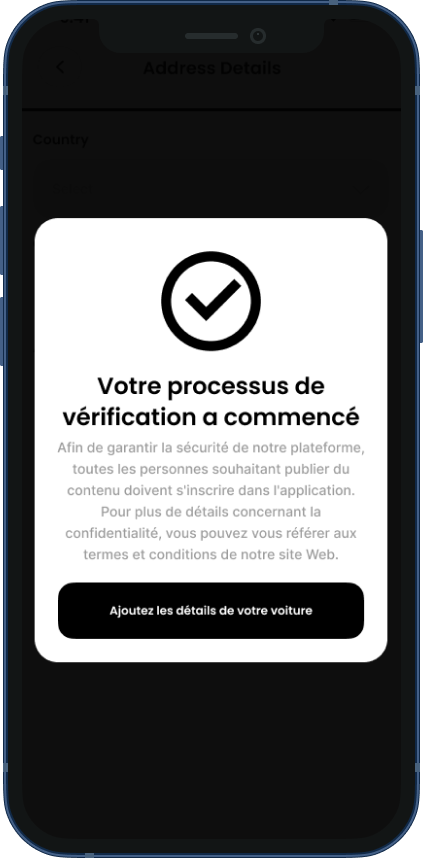 Address Details
Country
Votre processus de
vérification a commencé
Afin de garantir la sécurité de notre plateforme,
toutes les personnes souhaitant publier du
contenu doivent s'inscrire dans l'application.
Pour plus de détails concernant la
confidentialité, vous pouvez vous référer aux
termes et conditions de notre site Web.
Ajoutez les détails de votre voiture